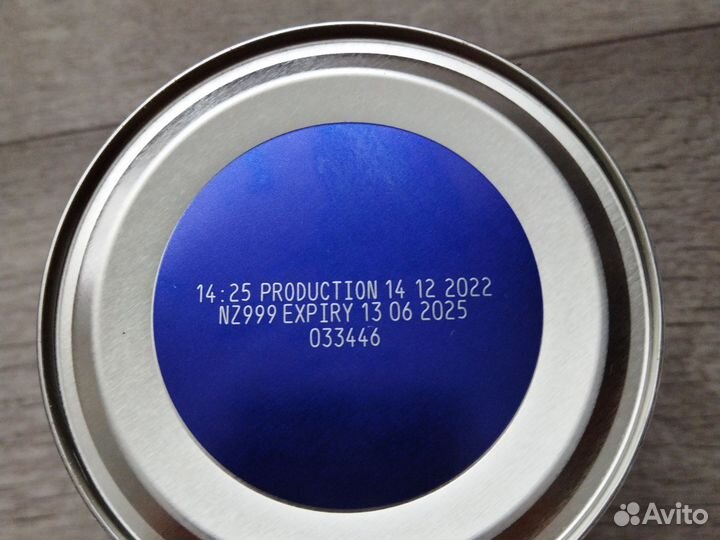 14:25 PRODUCTION 14 12 2022
NZ999 EXPIRY 13 06 2025
033446
Avito